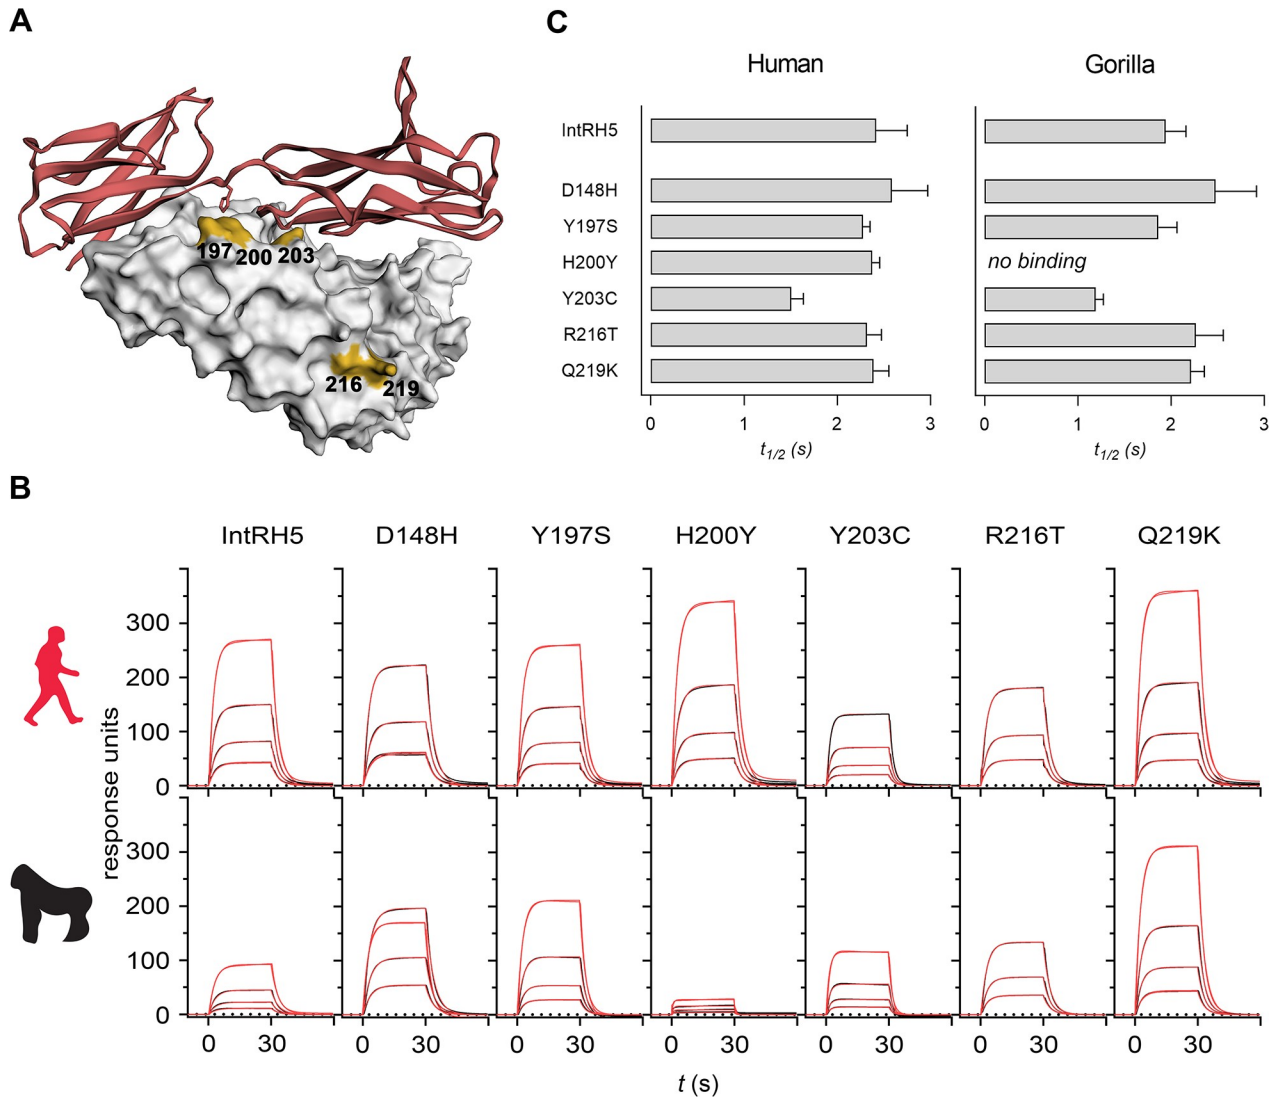 A
C
Human
Gorilla
IntRH5
D148H
Y197S
H200Y
Y203C
R216T
Q219K
no binding
0 1 2 3
0 1 2 3
t1/2 (s)
t1/2 (s)
197 200 203
216 219
B
IntRH5 D148H Y197S H200Y Y203C R216T Q219K
300
200
100
0
response units
300
200
100
0
0 30 0 30 0 30 0 30 0 30 0 30 0 30
t (s)